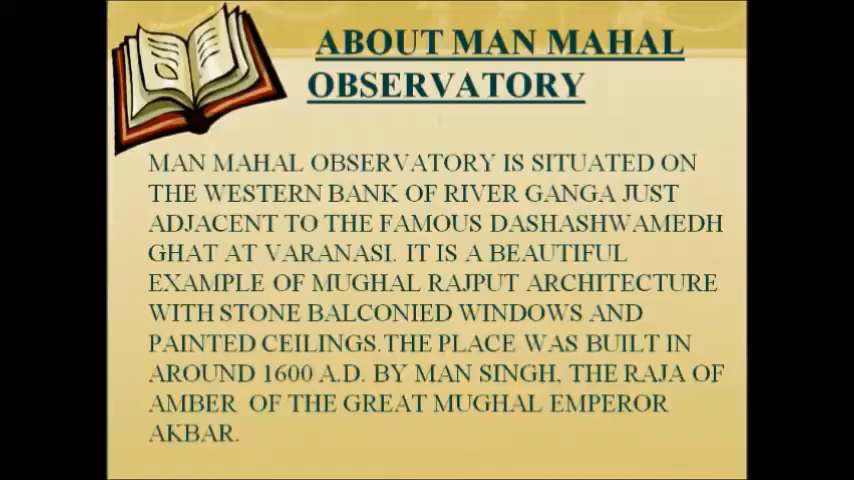 ABOUT MAN MAHAL
OBSERVATORY
MAN MAHAL OBSERVATORY IS SITUATED ON
THE WESTERN BANK OF RIVER GANGA JUST
ADJACENT TO THE FAMOUS DASHASHWAMEDH
GHAT AT VARANASI. IT IS A BEAUTIFUL
EXAMPLE OF MUGHAL RAJPUT ARCHITECTURE
WITH STONE BALCONIED WINDOWS AND
PAINTED CEILINGS.THE PLACE WAS BUILT IN
AROUND 1600 A.D. BY MAN SINGH, THE RAJA OF
AMBER OF THE GREAT MUGHAL EMPEROR
AKBAR.